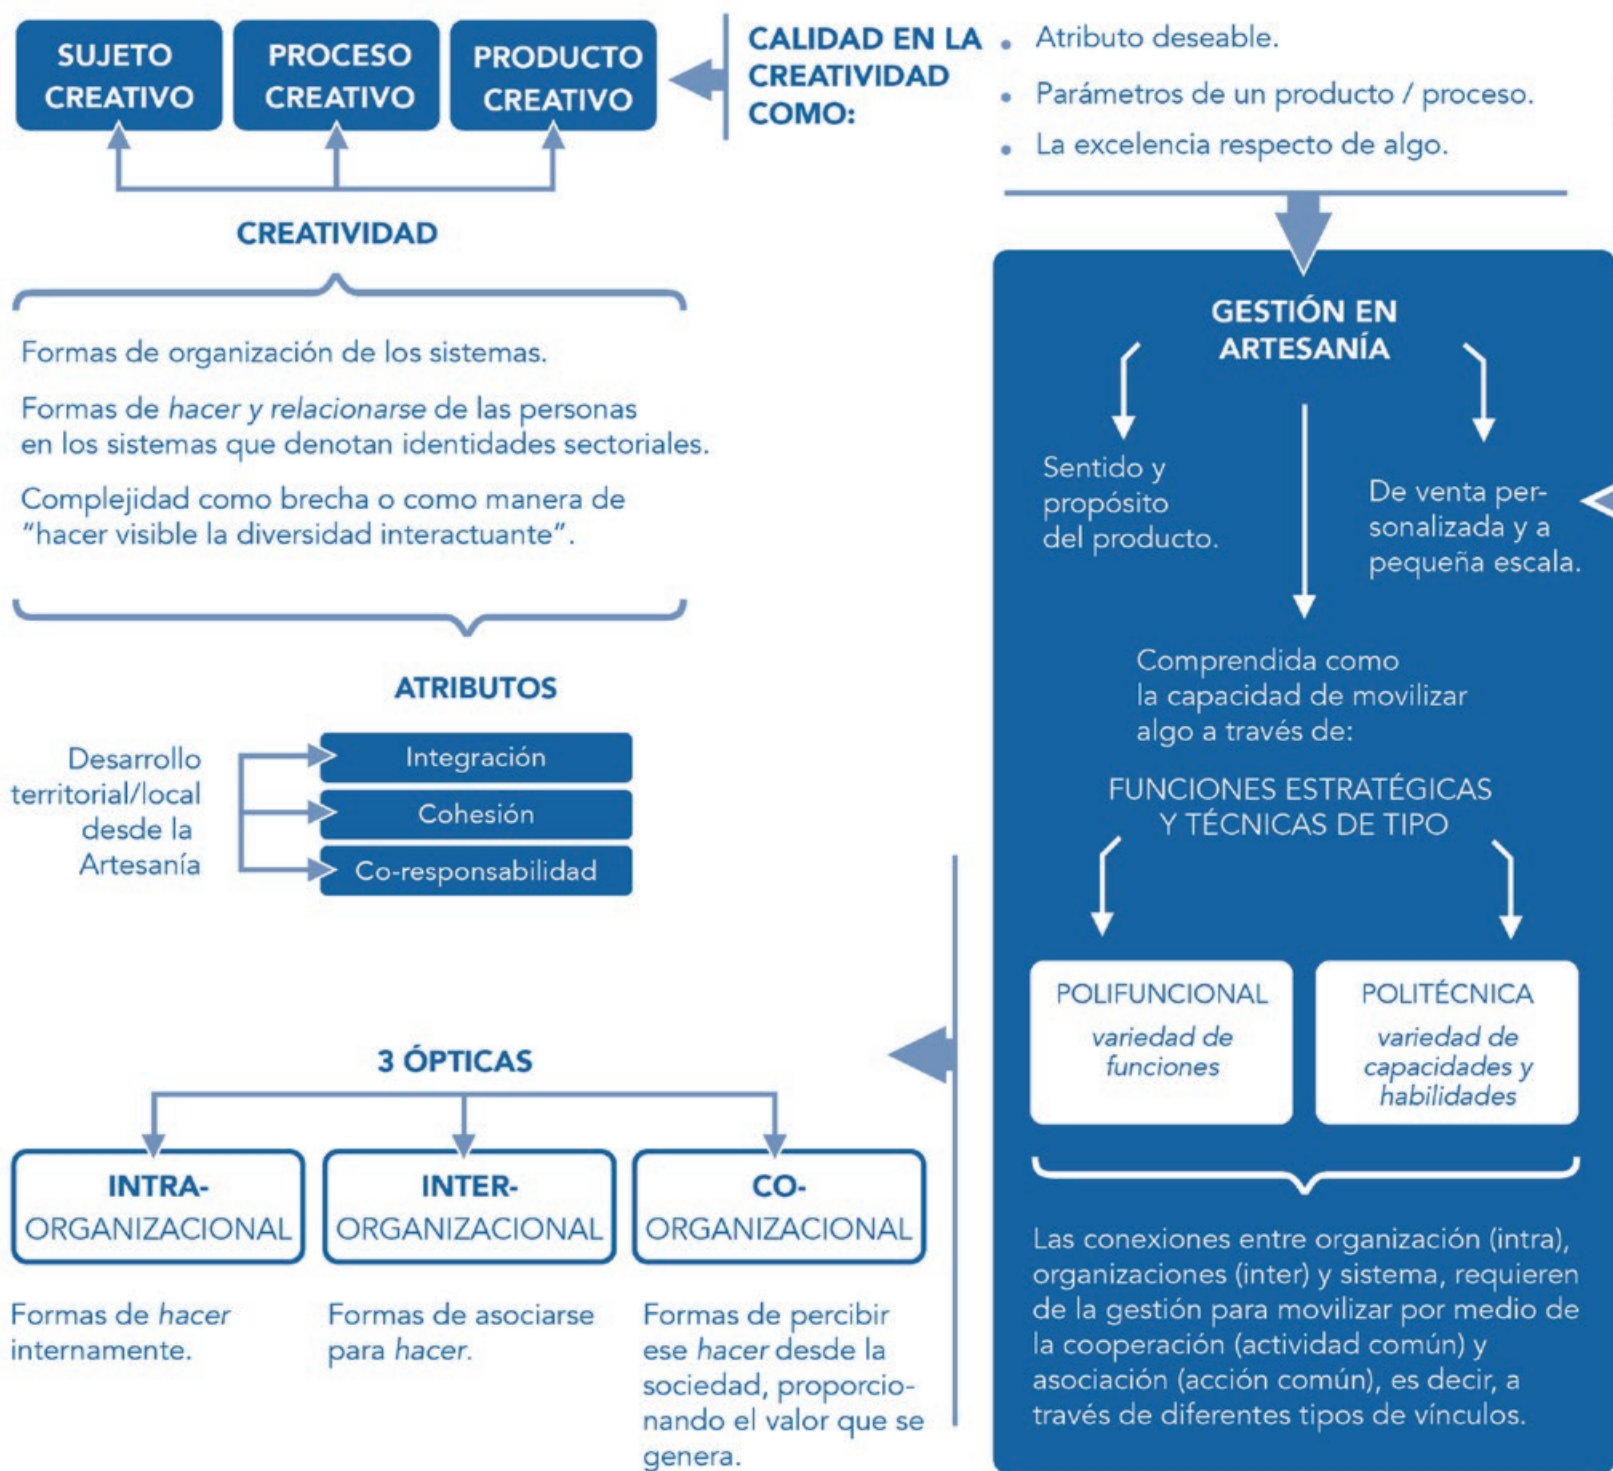 SUJETO
CREATIVO
PROCESO
CREATIVO
PRODUCTO
CREATIVO
CALIDAD EN LA
CREATIVIDAD
COMO:
• Atributo deseable.
• Parámetros de un producto / proceso.
• La excelencia respecto de algo.
CREATIVIDAD
Formas de organización de los sistemas.
Formas de hacer y relacionarse de las personas
en los sistemas que denotan identidades sectoriales.
Complejidad como brecha o como manera de
“hacer visible la diversidad interactuante”.
ATRIBUTOS
Desarrollo
territorial/local
desde la
Artesanía
Integración
Cohesión
Co-responsabilidad
3 ÓPTICAS
INTRA-
ORGANIZACIONAL
Formas de hacer
internamente.
INTER-
ORGANIZACIONAL
Formas de asociarse
para hacer.
CO-
ORGANIZACIONAL
Formas de percibir
ese hacer desde la
sociedad, proporcio-
nando el valor que se
genera.
GESTIÓN EN
ARTESANÍA
Sentido y
propósito
del producto.
De venta per-
sonalizada y a
pequeña escala.
Comprendida como
la capacidad de movilizar
algo a través de:
FUNCIONES ESTRATÉGICAS
Y TÉCNICAS DE TIPO
POLIFUNCIONAL
variedad de
funciones
POLITÉCNICA
variedad de
capacidades y
habilidades
Las conexiones entre organización (intra),
organizaciones (inter) y sistema, requieren
de la gestión para movilizar por medio de
la cooperación (actividad común) y
asociación (acción común), es decir, a
través de diferentes tipos de vínculos.